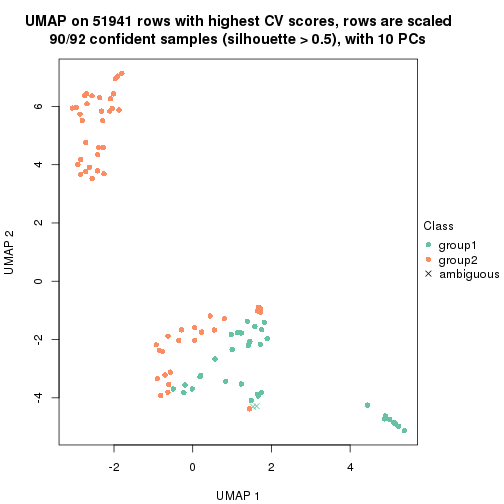 UMAP on 51941 rows with highest CV scores, rows are scaled
90/92 confident samples (silhouette > 0.5), with 10 PCs
UMAP 2
6
4
2
0
-2
-4
-2
0
2
4
UMAP 1
Class
group1
group2
ambiguous